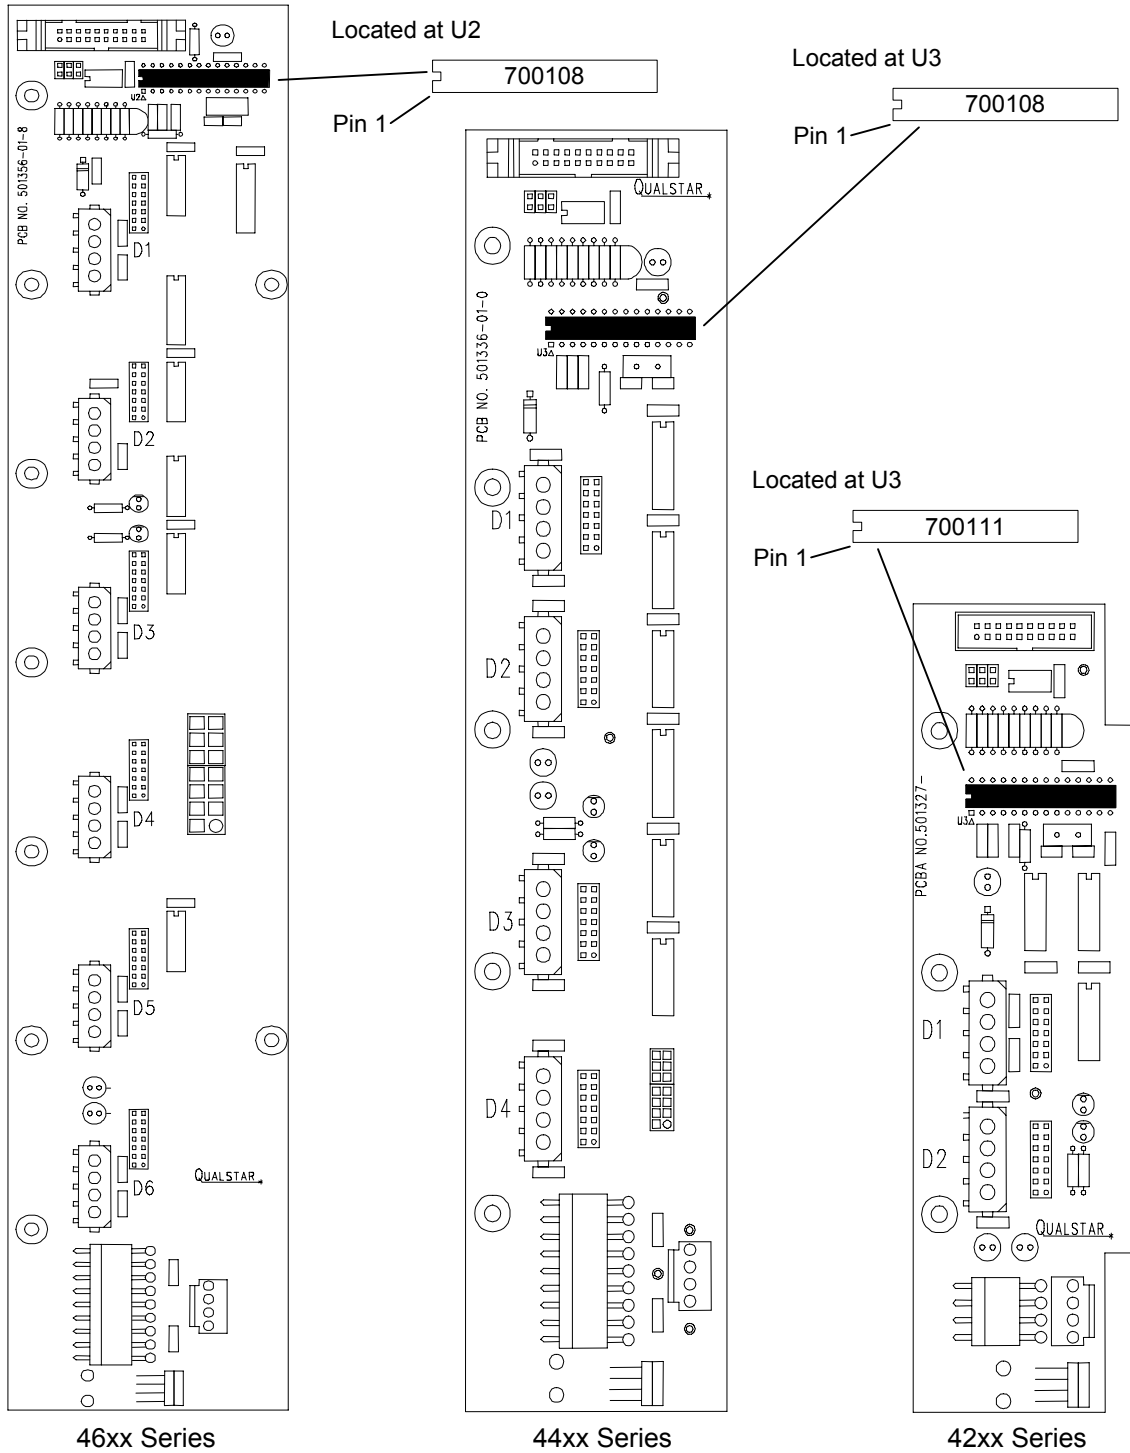 Located at U2
700108
Pin 1
Located at U3
700108
Pin 1
Located at U3
700111
Pin 1
U2
PCB NO. 501356-01-8
D1
D2
D3
D4
D5
D6
QUALSTAR
46xx Series
QUALSTAR
U3
PCB NO. 501336-01-0
D1
D2
D3
D4
44xx Series
U3
PCBA NO.501327-
D1
D2
QUALSTAR
42xx Series